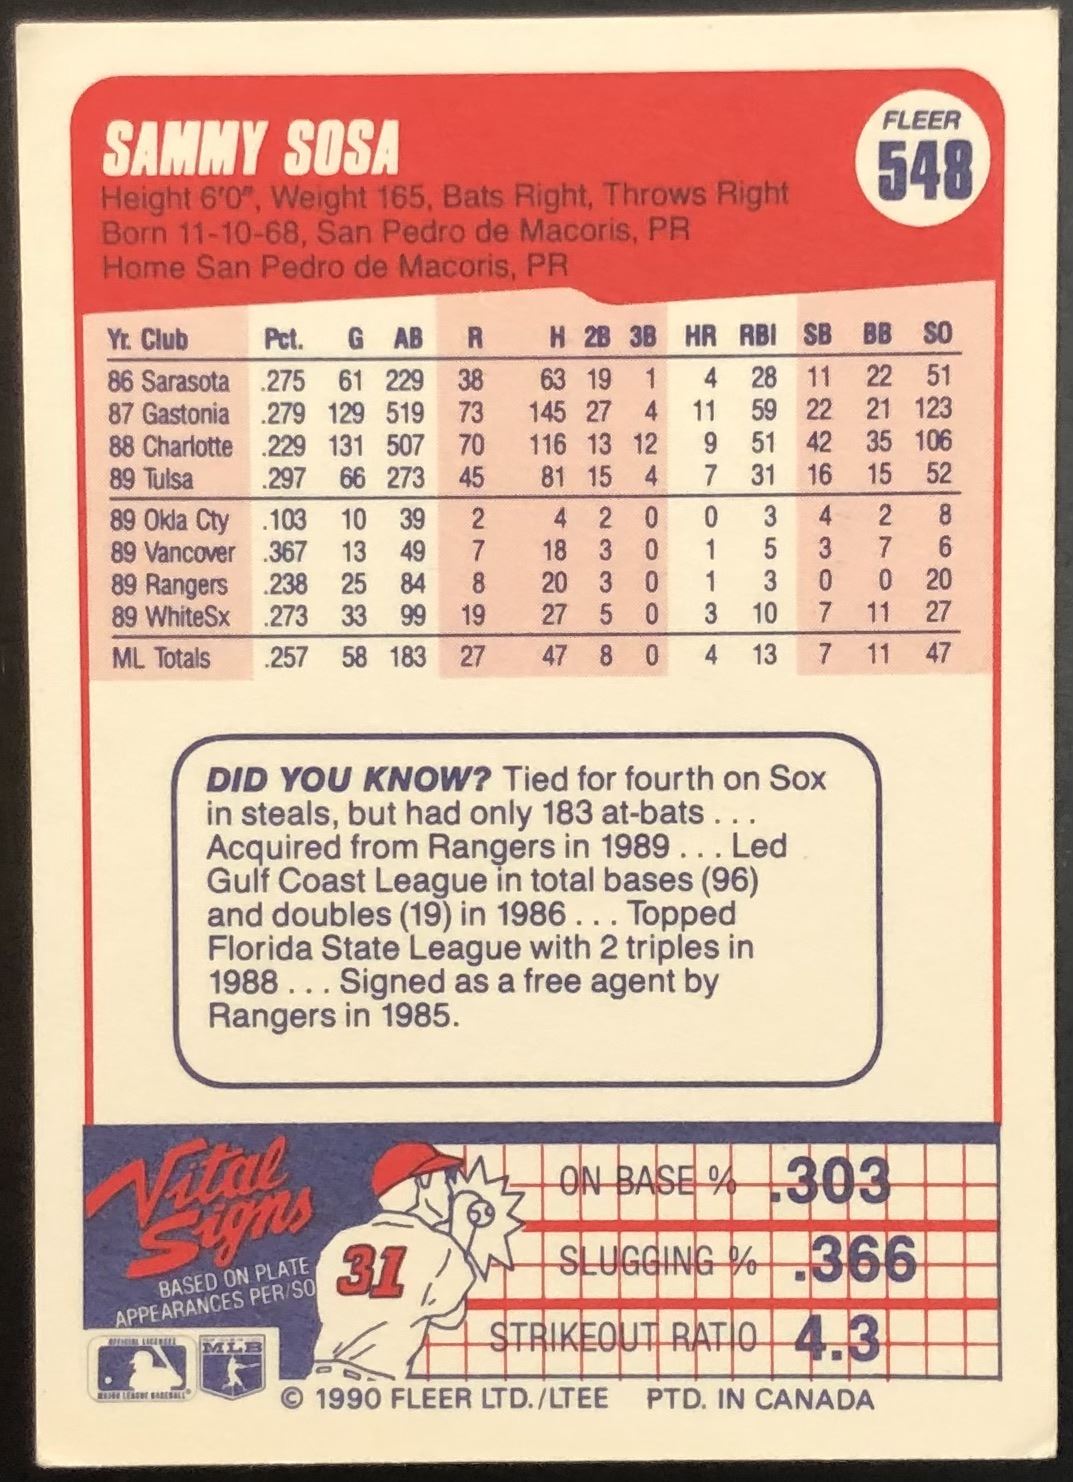 SAMMY SOSA
FLEER
548
Height 6'0", Weight 165, Bats Right, Throws Right
Born 11-10-68, San Pedro de Macoris, PR
Home San Pedro de Macoris, PR
Yr. Club Pct. G AB R H 2B 3B HR RBI SB BB SO
86 Sarasota .275 61 229 38 63 19 1 4 28 11 22 51
87 Gastonia .279 129 519 73 145 27 4 11 59 22 21 123
88 Charlotte .229 131 507 70 116 13 12 9 51 42 35 106
89 Tulsa .297 66 273 45 81 15 4 7 31 16 15 52
89 Okla Cty .103 10 39 2 4 2 0 0 3 4 2 8
89 Vancover .367 13 49 7 18 3 0 1 5 3 7 6
89 Rangers .238 25 84 8 20 3 0 1 3 0 0 20
89 WhiteSx .273 33 99 19 27 5 0 3 10 7 11 27
ML Totals .257 58 183 27 47 8 0 4 13 7 11 47
DID YOU KNOW? Tied for fourth on Sox
in steals, but had only 183 at-bats . . .
Acquired from Rangers in 1989 . . . Led
Gulf Coast League in total bases (96)
and doubles (19) in 1986 . . . Topped
Florida State League with 2 triples in
1988 . . . Signed as a free agent by
Rangers in 1985.
Vital
Signs
BASED ON PLATE
APPEARANCES PER/SO
31
ON BASE % .303
SLUGGING % .366
STRIKEOUT RATIO 4.3
OFFICIAL LICENSEE
MAJOR LEAGUE BASEBALL
MLB
© 1990 FLEER LTD./LTEE PTD. IN CANADA